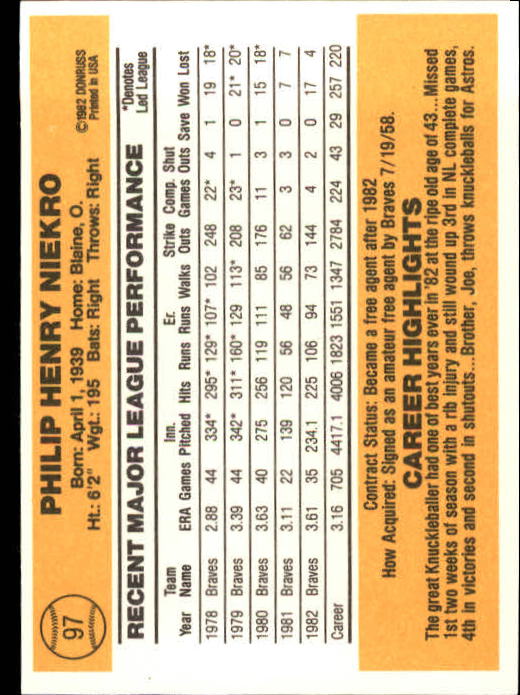 97
PHILIP HENRY NIEKRO
Born: April 1, 1939 Home: Blaine, O.
Ht.: 6'2" Wgt.: 195 Bats: Right Throws: Right
©1982 DONRUSS
Printed in USA
RECENT MAJOR LEAGUE PERFORMANCE
*Denotes
Led League
Team Inn. Er. Strike Comp. Shut
Year Name ERA Games Pitched Hits Runs Runs Walks Outs Games Outs Save Won Lost
1978 Braves 2.88 44 334* 295* 129* 107* 102 248 22* 4 1 19 18*
1979 Braves 3.39 44 342* 311* 160* 129 113* 208 23* 1 0 21* 20*
1980 Braves 3.63 40 275 256 119 111 85 176 11 3 1 15 18*
1981 Braves 3.11 22 139 120 56 48 56 62 3 3 0 7 7
1982 Braves 3.61 35 234.1 225 106 94 73 144 4 2 0 17 4
Career 3.16 705 4417.1 4006 1823 1551 1347 2784 224 43 29 257 220
Contract Status: Became a free agent after 1982
How Acquired: Signed as an amateur free agent by Braves 7/19/58.
CAREER HIGHLIGHTS
The great Knuckleballer had one of best years ever in '82 at the ripe old age of 43...Missed
1st two weeks of season with a rib injury and still wound up 3rd in NL complete games,
4th in victories and second in shutouts...Brother, Joe, throws knuckleballs for Astros.